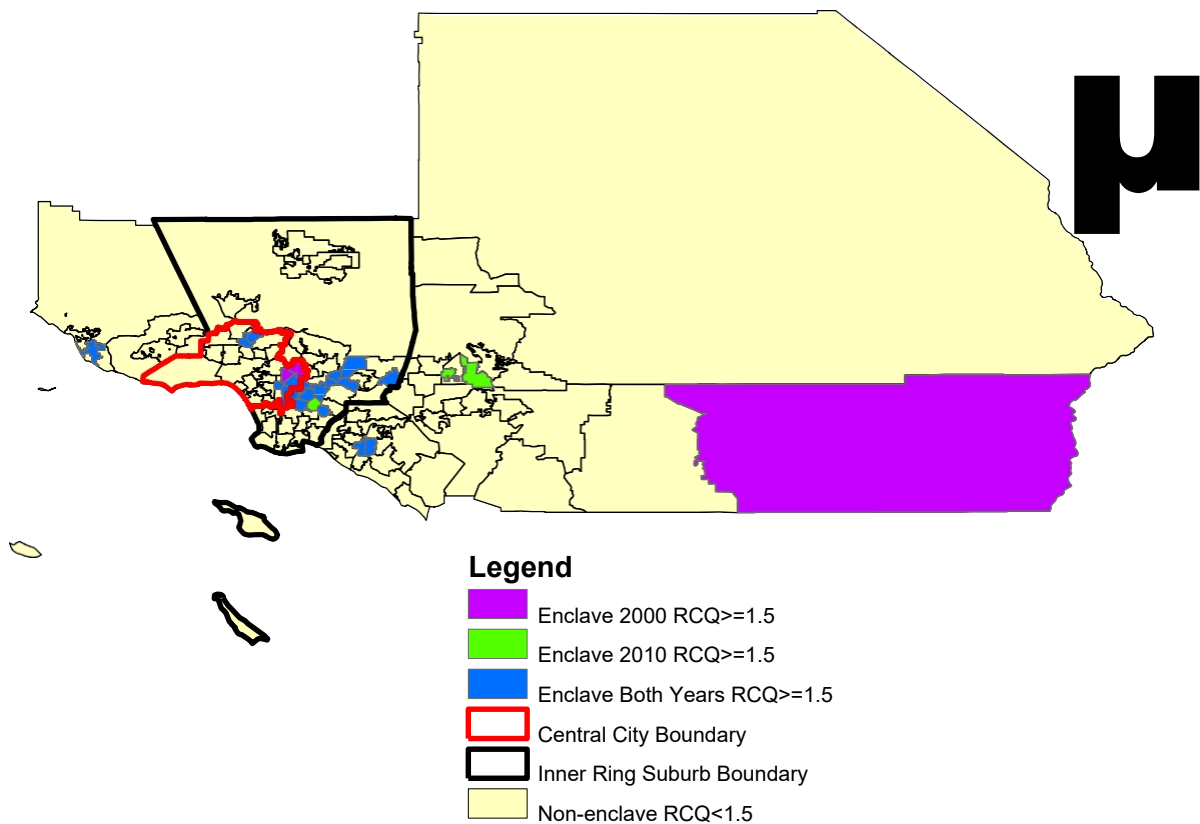 µ
Legend
Enclave 2000 RCQ>=1.5
Enclave 2010 RCQ>=1.5
Enclave Both Years RCQ>=1.5
Central City Boundary
Inner Ring Suburb Boundary
Non-enclave RCQ<1.5